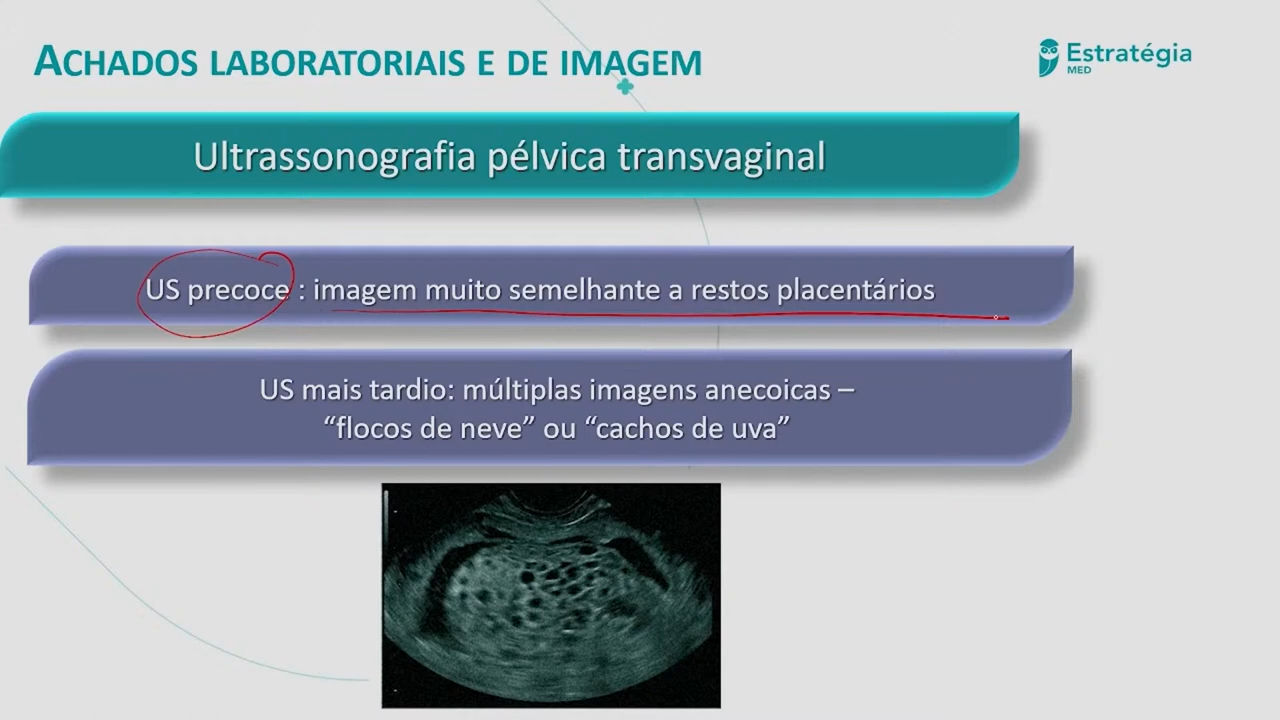 ACHADOS LABORATORIAIS E DE IMAGEM
Estratégia
MED
Ultrassonografia pélvica transvaginal
US precoce : imagem muito semelhante a restos placentários
US mais tardio: múltiplas imagens anecoicas –
“flocos de neve” ou “cachos de uva”